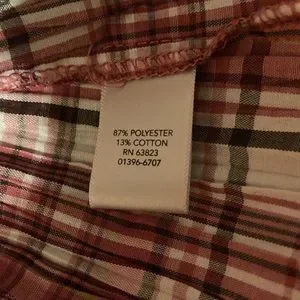 87% POLYESTER
13% COTTON
RN 63823
01396-6707